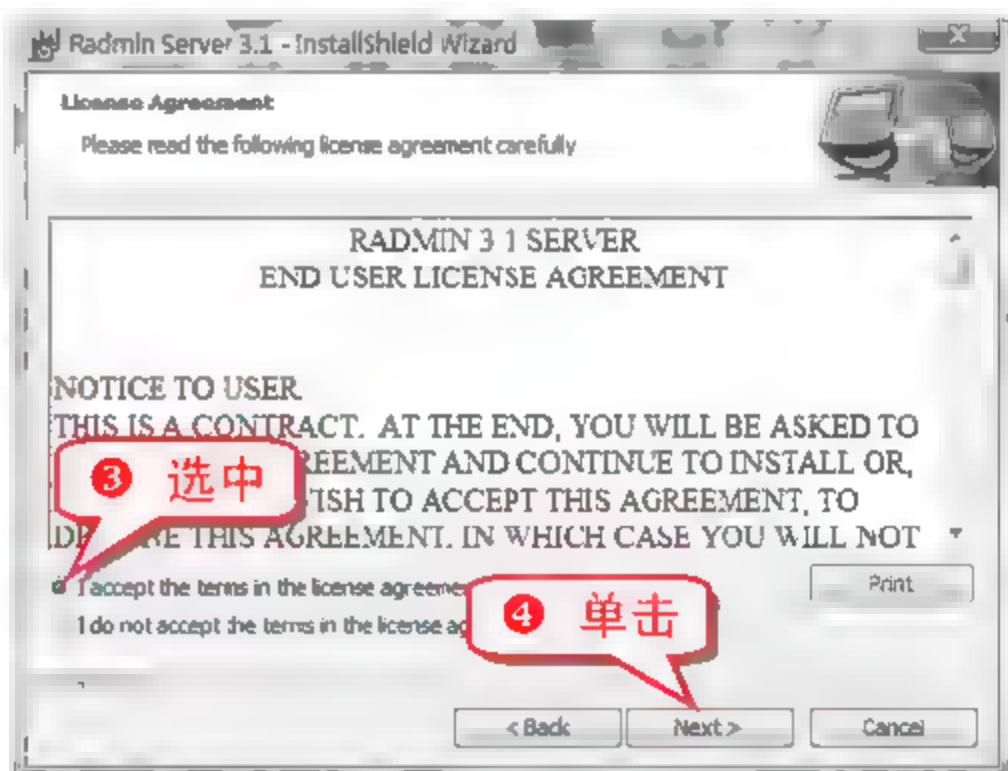 Radmin Server 3.1 - InstallShield Wizard
License Agreement
Please read the following license agreement carefully
RADMIN 3 1 SERVER
END USER LICENSE AGREEMENT
NOTICE TO USER
THIS IS A CONTRACT. AT THE END, YOU WILL BE ASKED TO
REEMENT AND CONTINUE TO INSTALL OR,
❸ 选中
ISH TO ACCEPT THIS AGREEMENT, TO
THIS AGREEMENT, IN WHICH CASE YOU WILL NOT
I accept the terms in the license agreeme
Print
I do not accept the terms in the license ag
❹ 单击
< Back
Next >
Cancel